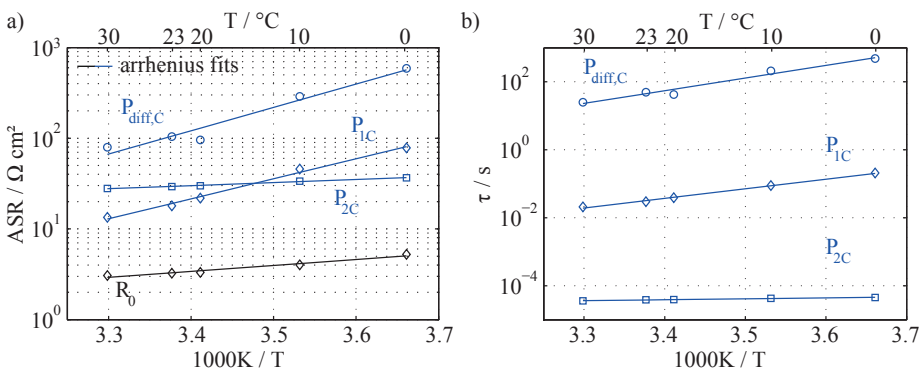 a)
T / °C
30 23 20 10 0
10³
arrhenius fits
P_diff,C
P_1C
10²
P_2C
10¹
R_0
10⁰
ASR / Ω cm²
3.3 3.4 3.5 3.6 3.7
1000K / T
b)
T / °C
30 23 20 10 0
P_diff,C
10²
10⁰
P_1C
10⁻²
P_2C
10⁻⁴
τ / s
3.3 3.4 3.5 3.6 3.7
1000K / T